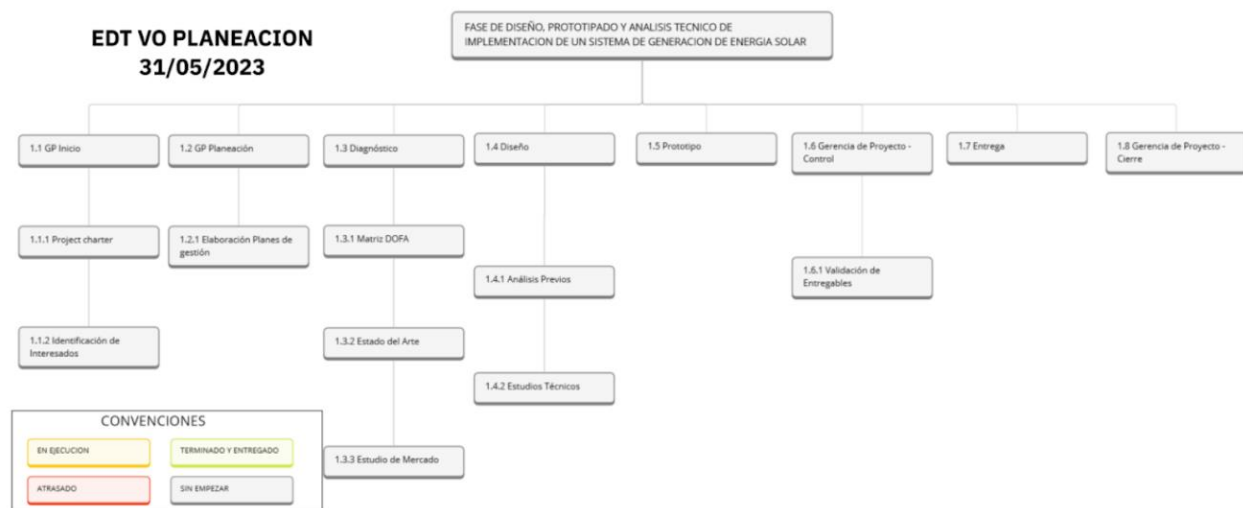 EDT VO PLANEACION
31/05/2023
FASE DE DISEÑO, PROTOTIPADO Y ANALISIS TECNICO DE
IMPLEMENTACION DE UN SISTEMA DE GENERACION DE ENERGIA SOLAR
1.1 GP Inicio
1.2 GP Planeación
1.3 Diagnóstico
1.4 Diseño
1.5 Prototipo
1.6 Gerencia de Proyecto -
Control
1.7 Entrega
1.8 Gerencia de Proyecto -
Cierre
1.1.1 Project charter
1.2.1 Elaboración Planes de
gestión
1.3.1 Matriz DOFA
1.4.1 Análisis Previos
1.6.1 Validación de
Entregables
1.1.2 Identificación de
Interesados
1.3.2 Estado del Arte
1.4.2 Estudios Técnicos
1.3.3 Estudio de Mercado
CONVENCIONES
EN EJECUCION
TERMINADO Y ENTREGADO
ATRASADO
SIN EMPEZAR